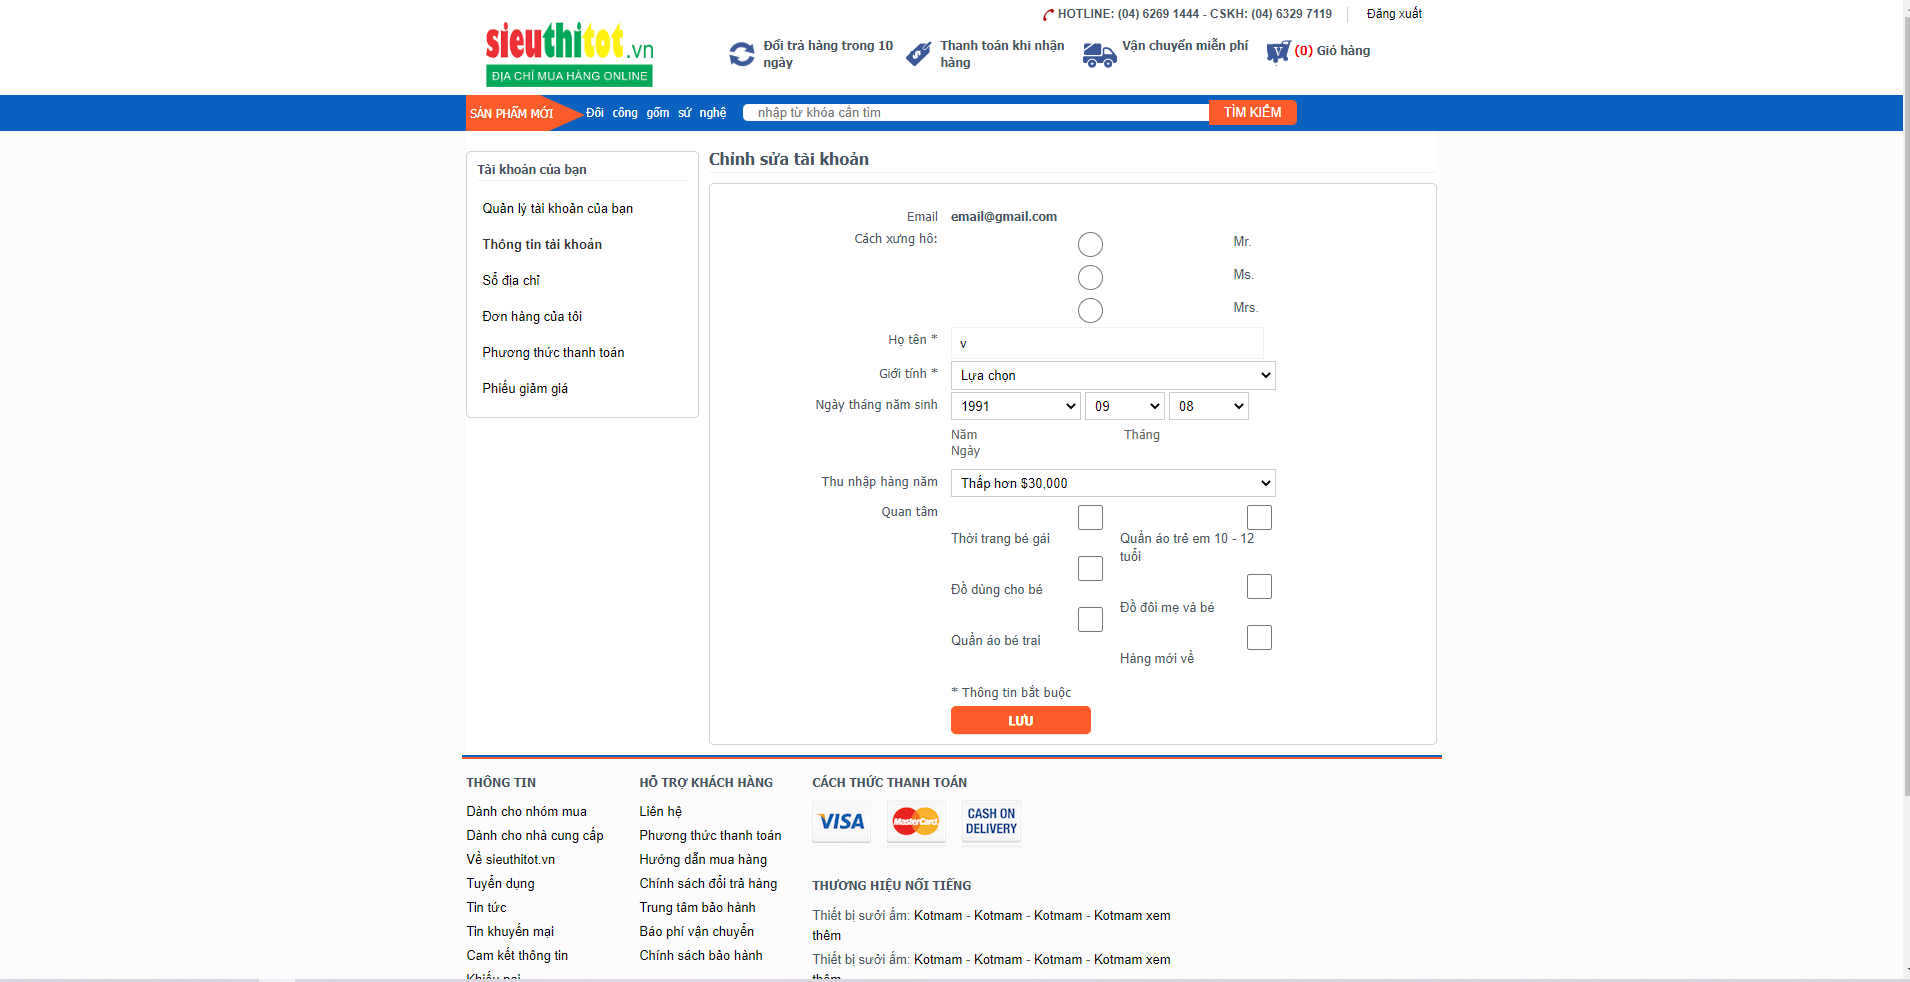 HOTLINE: (04) 6269 1444 - CSKH: (04) 6329 7119
Đăng xuất
sieuthitot.vn
ĐỊA CHỈ MUA HÀNG ONLINE
Đổi trả hàng trong 10
ngày
Thanh toán khi nhận
hàng
Vận chuyển miễn phí
(0) Giỏ hàng
SẢN PHẨM MỚI
Đôi công gốm sứ nghệ
nhập từ khóa cần tìm
TÌM KIẾM
Tài khoản của bạn
Quản lý tài khoản của bạn
Thông tin tài khoản
Sổ địa chỉ
Đơn hàng của tôi
Phương thức thanh toán
Phiếu giảm giá
Chỉnh sửa tài khoản
Email email@gmail.com
Cách xưng hô:
Mr.
Ms.
Mrs.
Họ tên * v
Giới tính * Lựa chọn
Ngày tháng năm sinh 1991 09 08
Năm Tháng
Ngày
Thu nhập hàng năm Thấp hơn $30,000
Quan tâm
Thời trang bé gái
Đồ dùng cho bé
Quần áo bé trai
Quần áo trẻ em 10 - 12
tuổi
Đồ đôi mẹ và bé
Hàng mới về
* Thông tin bắt buộc
LƯU
THÔNG TIN
Dành cho nhóm mua
Dành cho nhà cung cấp
Về sieuthitot.vn
Tuyển dụng
Tin tức
Tin khuyến mại
Cam kết thông tin
Khiếu nại
HỖ TRỢ KHÁCH HÀNG
Liên hệ
Phương thức thanh toán
Hướng dẫn mua hàng
Chính sách đổi trả hàng
Trung tâm bảo hành
Báo phí vận chuyển
Chính sách bảo hành
CÁCH THỨC THANH TOÁN
VISA
MasterCard
CASH ON
DELIVERY
THƯƠNG HIỆU NỔI TIẾNG
Thiết bị sưởi ấm: Kotmam - Kotmam - Kotmam - Kotmam xem
thêm
Thiết bị sưởi ấm: Kotmam - Kotmam - Kotmam - Kotmam xem
thêm